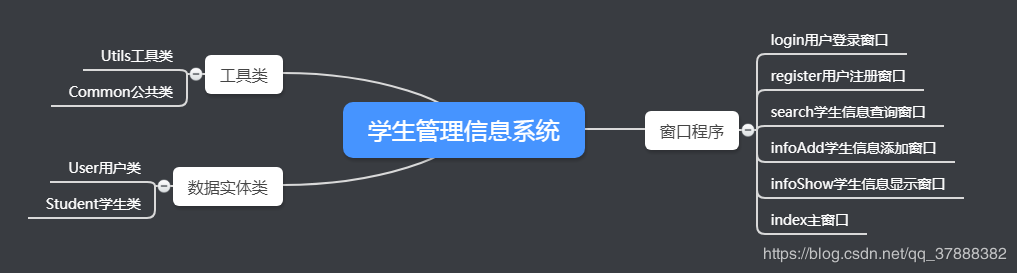 学生管理信息系统
工具类
Utils工具类
Common公共类
数据实体类
User用户类
Student学生类
窗口程序
login用户登录窗口
register用户注册窗口
search学生信息查询窗口
infoAdd学生信息添加窗口
infoShow学生信息显示窗口
index主窗口
https://blog.csdn.net/qq_37888382